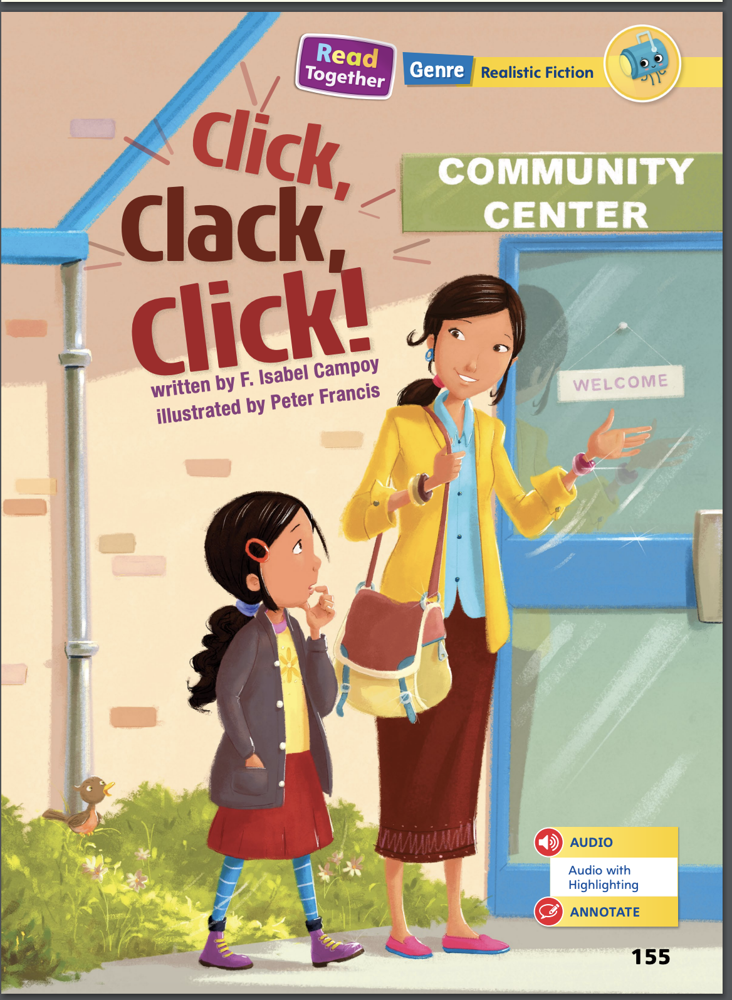 Read
Together
Genre
Realistic Fiction
Click,
Clack,
Click!
written by F. Isabel Campoy
illustrated by Peter Francis
COMMUNITY
CENTER
WELCOME
AUDIO
Audio with
Highlighting
ANNOTATE
155